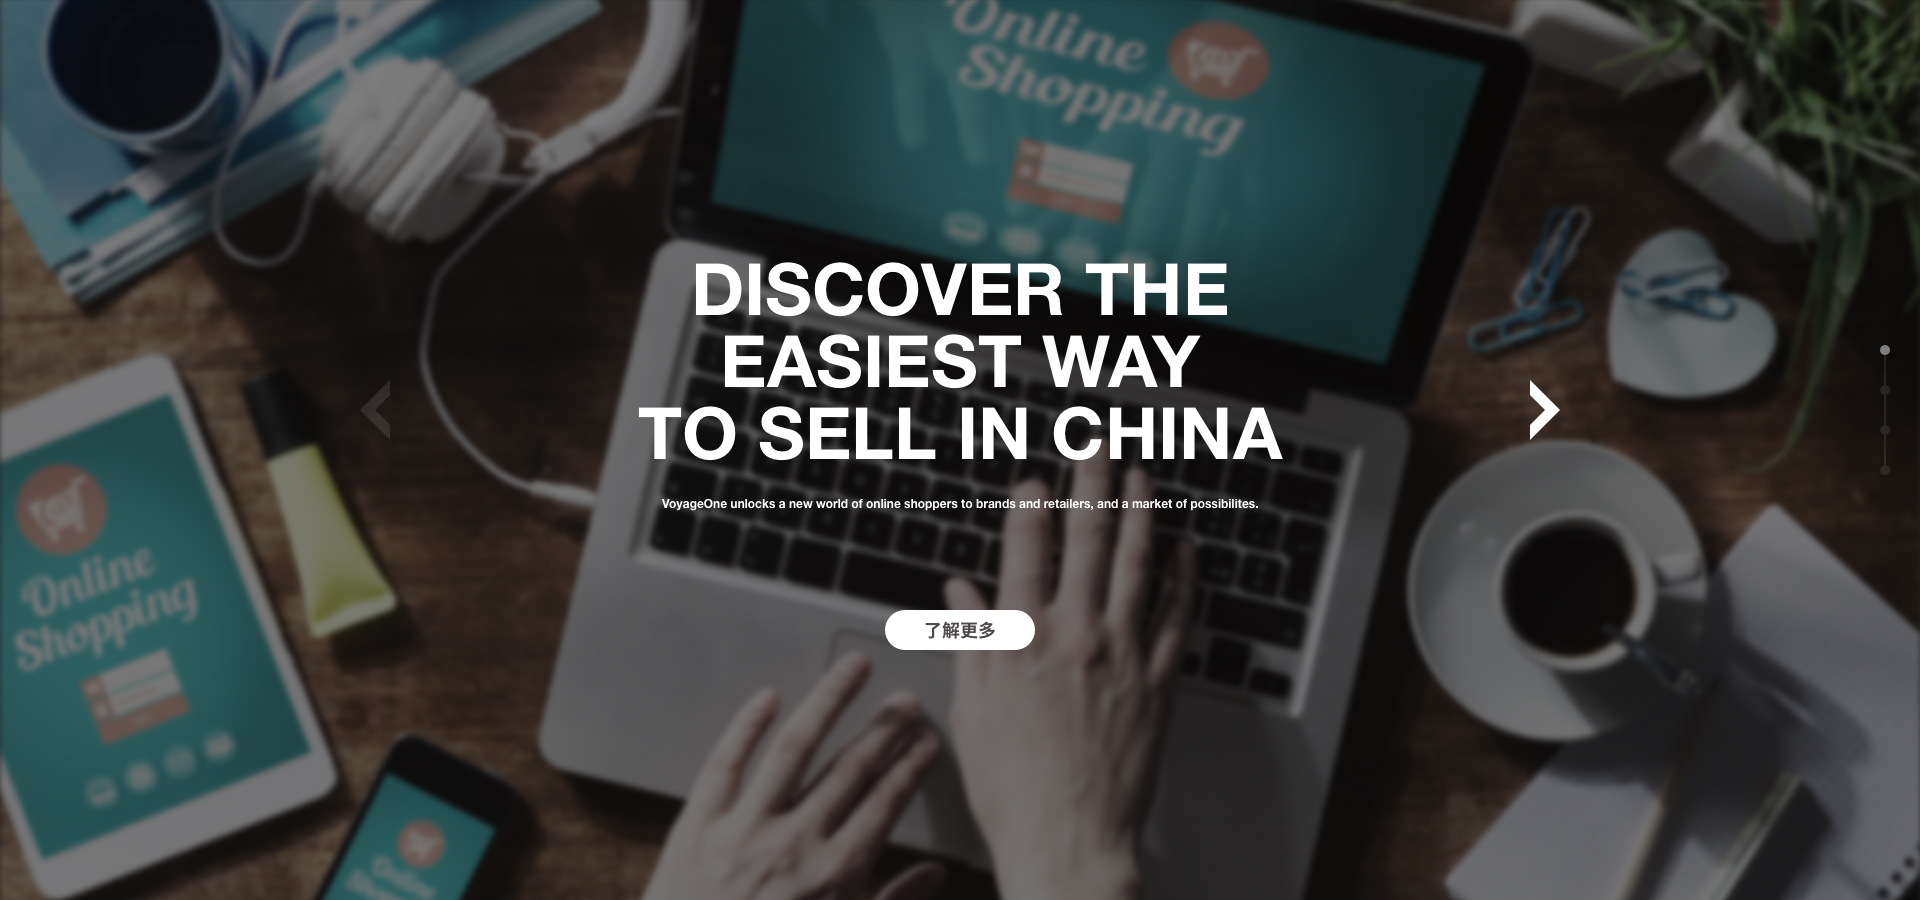 Online
Shopping
DISCOVER THE
EASIEST WAY
TO SELL IN CHINA
VoyageOne unlocks a new world of online shoppers to brands and retailers, and a market of possibilites.
Online
Shopping
了解更多
Online